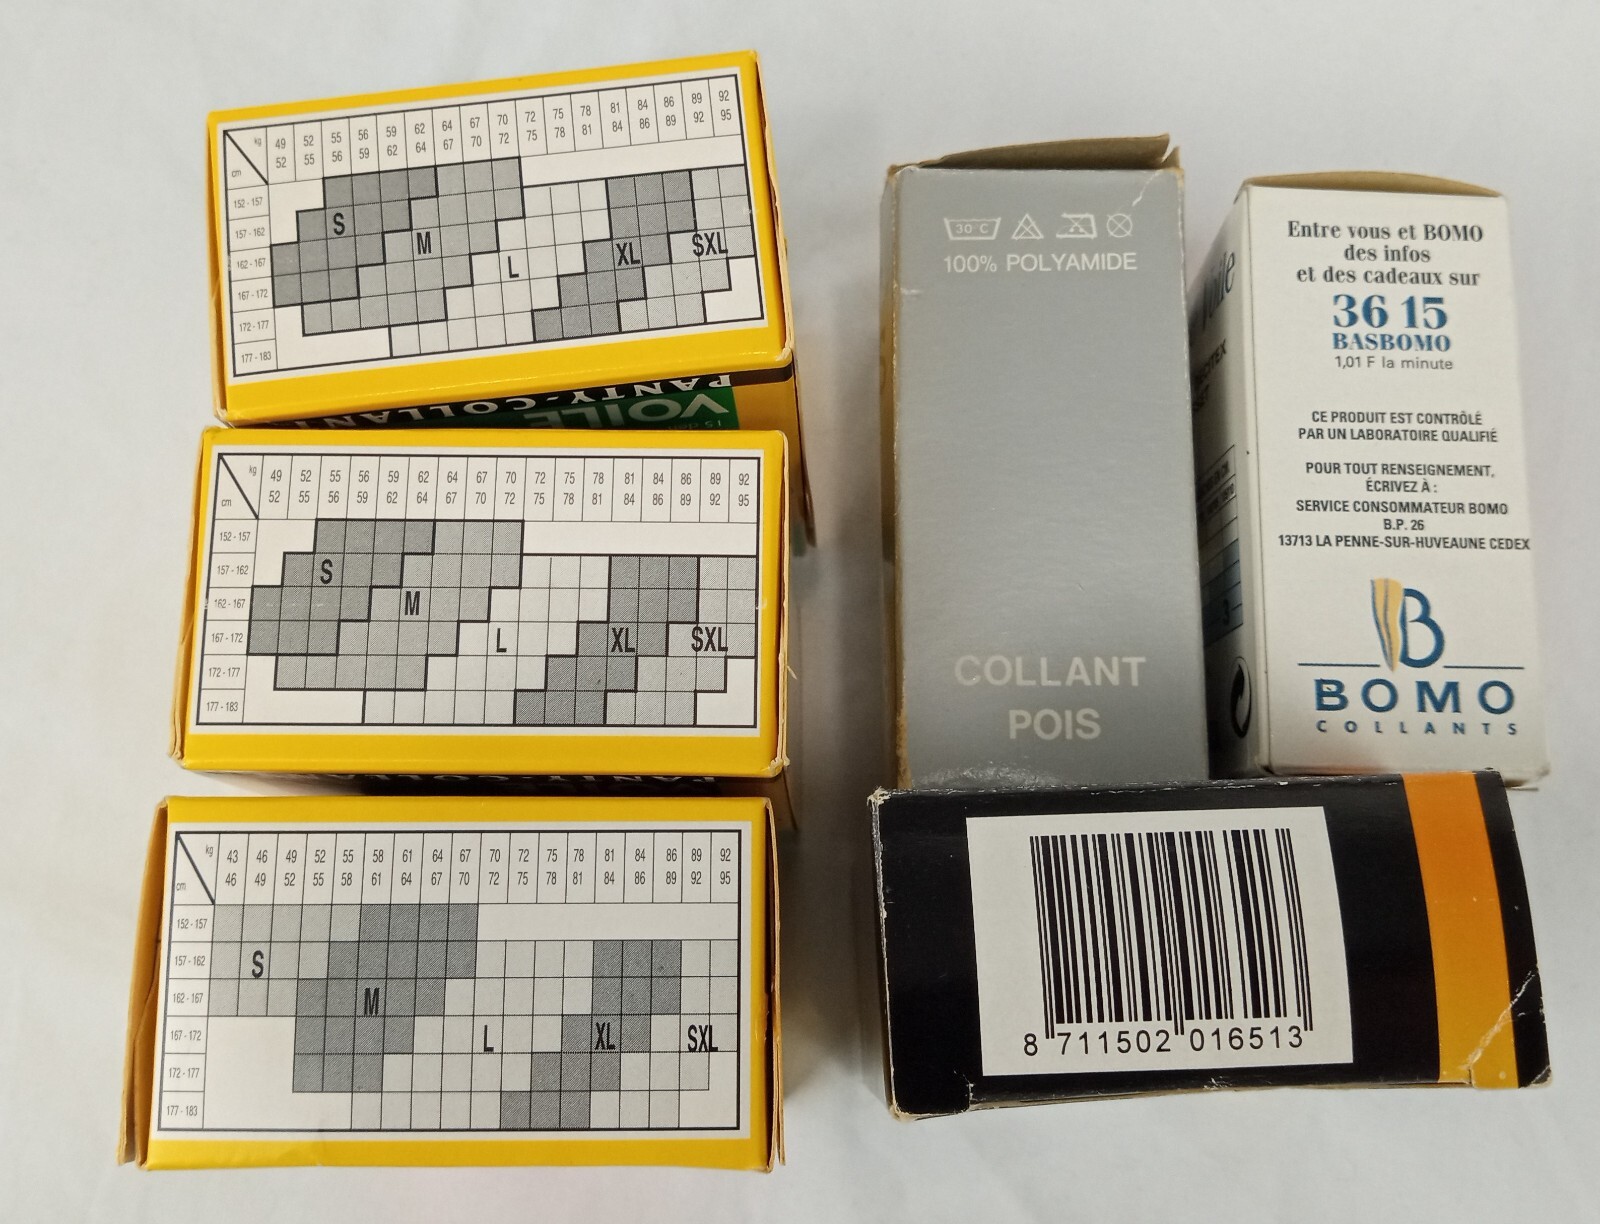 kg 49 52 55 56 59 62 64 67 70 72 75 78 81 84 86 89 92
52 55 56 59 62 64 67 70 72 75 78 81 84 86 89 92 95
cm
152-157
157-162
162-167
167-172
172-177
177-183
S M L XL SXL
PANTY-COLLANT
VOILE
kg 49 52 55 56 59 62 64 67 70 72 75 78 81 84 86 89 92
52 55 56 59 62 64 67 70 72 75 78 81 84 86 89 92 95
cm
152-157
157-162
162-167
167-172
172-177
177-183
S M L XL SXL
kg 43 46 49 52 55 58 61 64 67 70 72 75 78 81 84 86 89 92
46 49 52 55 58 61 64 67 70 72 75 78 81 84 86 89 92 95
cm
152-157
157-162
162-167
167-172
172-177
177-183
S M L XL SXL
30°C
100% POLYAMIDE
COLLANT
POIS
3
Entre vous et BOMO
des infos
et des cadeaux sur
36 15
BASBOMO
1,01 F la minute
CE PRODUIT EST CONTRÔLÉ
PAR UN LABORATOIRE QUALIFIÉ
POUR TOUT RENSEIGNEMENT,
ÉCRIVEZ À :
SERVICE CONSOMMATEUR BOMO
B.P. 26
13713 LA PENNE-SUR-HUVEAUNE CEDEX
B
BOMO
COLLANTS
8 711502 016513